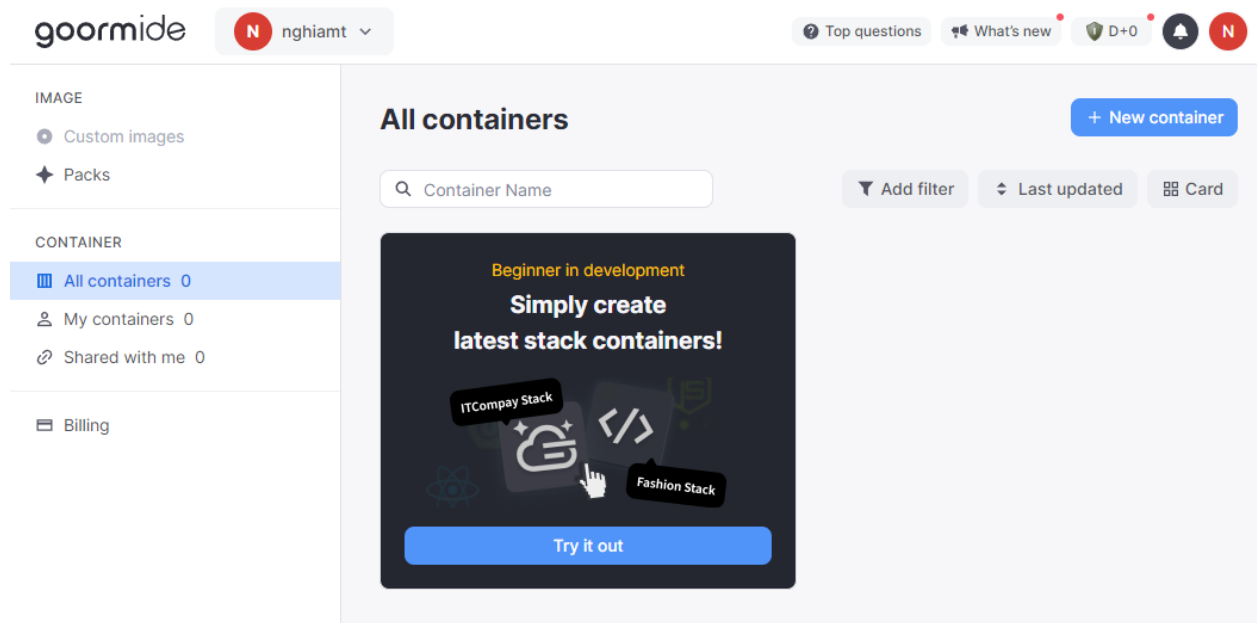 goormide
N nghiamt
Top questions
What's new
D+0
N
IMAGE
Custom images
Packs
CONTAINER
All containers 0
My containers 0
Shared with me 0
Billing
All containers
+ New container
Container Name
Add filter
Last updated
Card
Beginner in development
Simply create
latest stack containers!
ITCompay Stack
JS
</>
Fashion Stack
Try it out